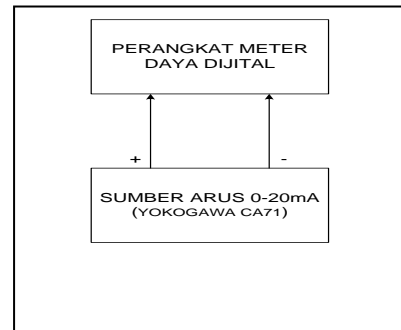 PERANGKAT METER
DAYA DIJITAL
+ -
SUMBER ARUS 0-20mA
(YOKOGAWA CA71)